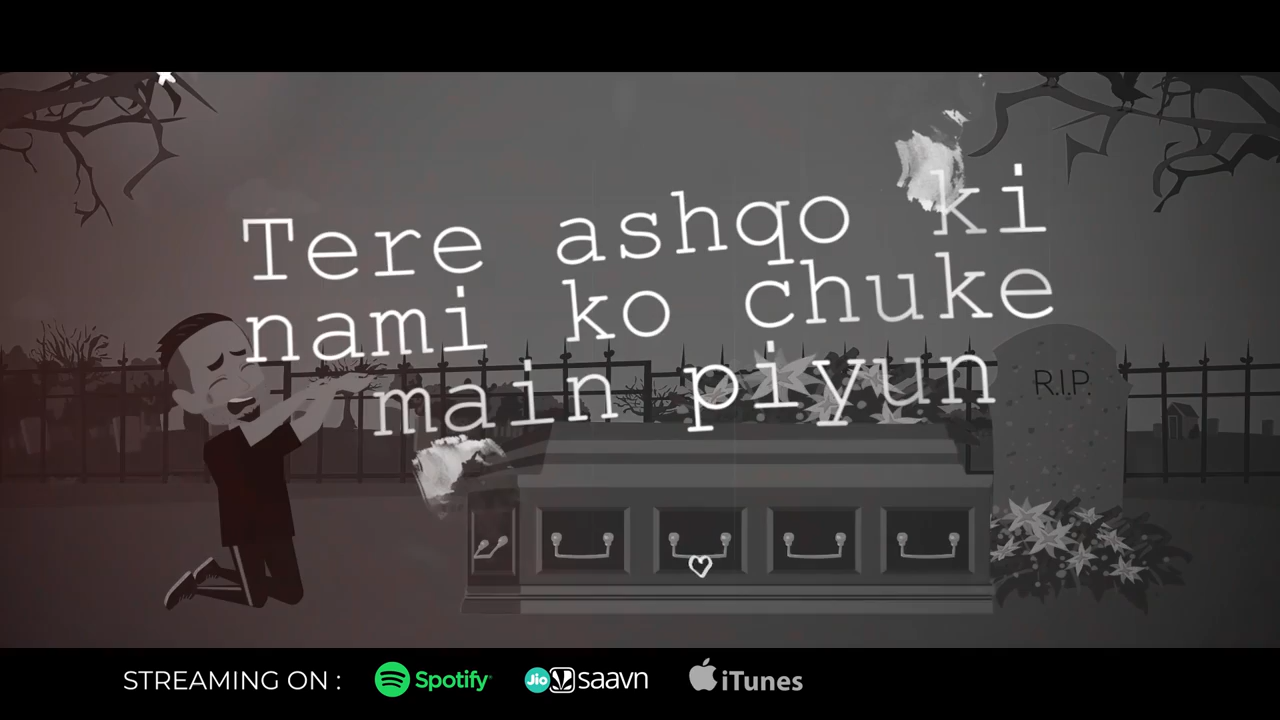 Tere ashqo ki
nami ko chuke
main piyun
R.I.P.
STREAMING ON : Spotify Jio saavn iTunes